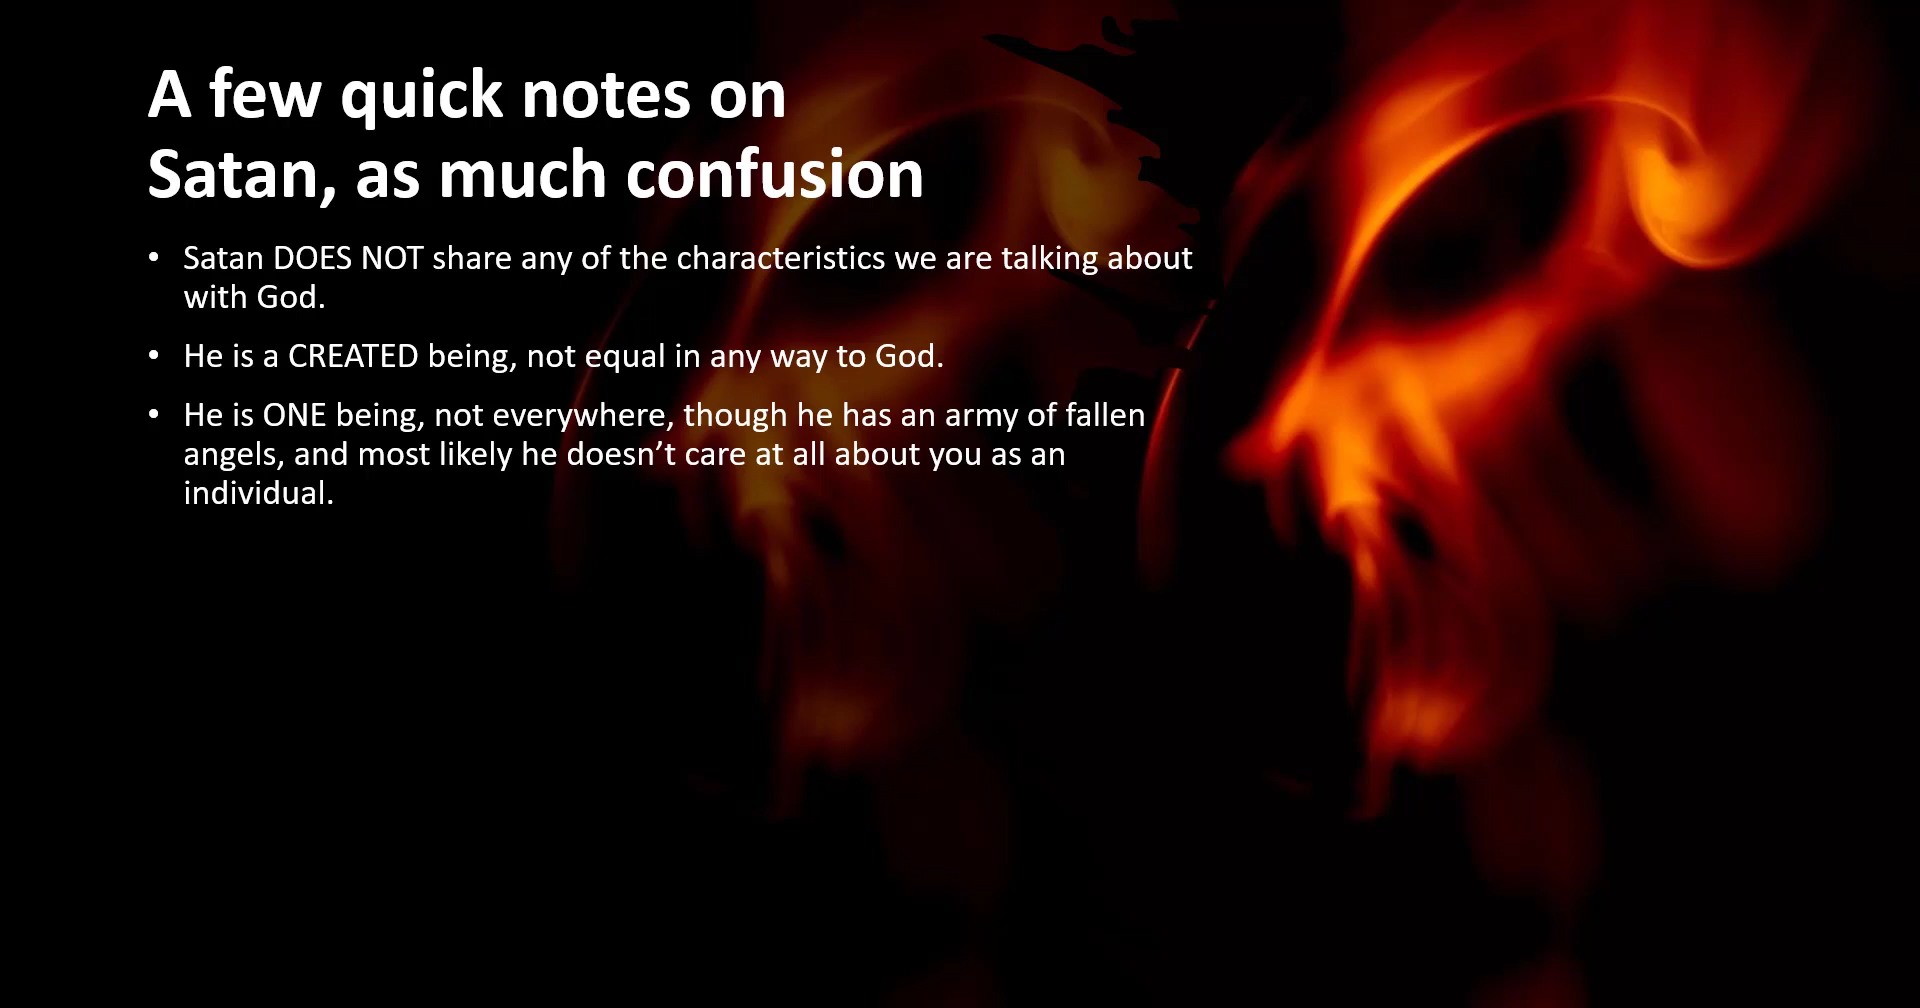 A few quick notes on
Satan, as much confusion
• Satan DOES NOT share any of the characteristics we are talking about
with God.
• He is a CREATED being, not equal in any way to God.
• He is ONE being, not everywhere, though he has an army of fallen
angels, and most likely he doesn’t care at all about you as an
individual.